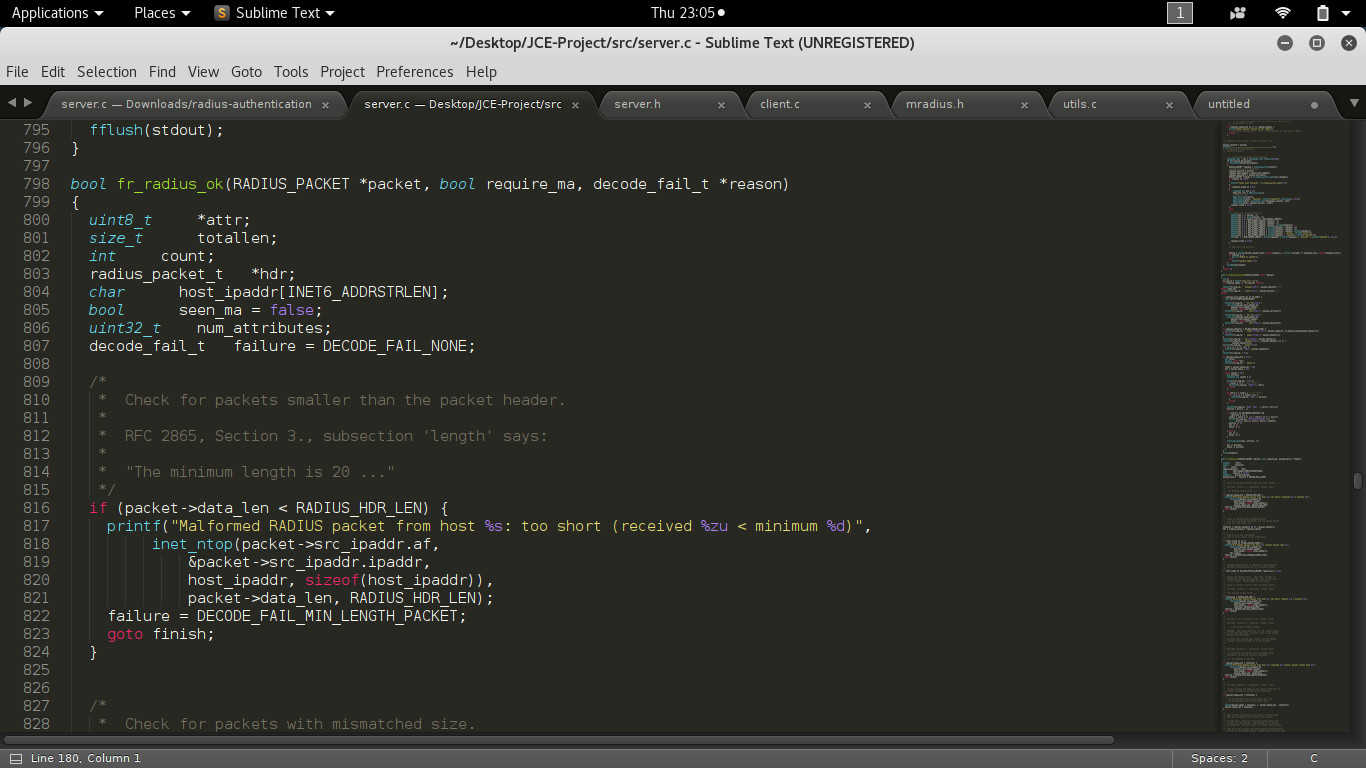 Applications Places Sublime Text Thu 23:05 1
~/Desktop/JCE-Project/src/server.c - Sublime Text (UNREGISTERED)
File Edit Selection Find View Goto Tools Project Preferences Help
server.c — Downloads/radius-authentication server.c — Desktop/JCE-Project/src server.h client.c mradius.h utils.c untitled
795 fflush(stdout);
796 }
797
798 bool fr_radius_ok(RADIUS_PACKET *packet, bool require_ma, decode_fail_t *reason)
799 {
800 uint8_t *attr;
801 size_t totallen;
802 int count;
803 radius_packet_t *hdr;
804 char host_ipaddr[INET6_ADDRSTRLEN];
805 bool seen_ma = false;
806 uint32_t num_attributes;
807 decode_fail_t failure = DECODE_FAIL_NONE;
808
809 /*
810 * Check for packets smaller than the packet header.
811 *
812 * RFC 2865, Section 3., subsection 'length' says:
813 *
814 * "The minimum length is 20 ..."
815 */
816 if (packet->data_len < RADIUS_HDR_LEN) {
817 printf("Malformed RADIUS packet from host %s: too short (received %zu < minimum %d)",
818 inet_ntop(packet->src_ipaddr.af,
819 &packet->src_ipaddr.ipaddr,
820 host_ipaddr, sizeof(host_ipaddr)),
821 packet->data_len, RADIUS_HDR_LEN);
822 failure = DECODE_FAIL_MIN_LENGTH_PACKET;
823 goto finish;
824 }
825
826
827 /*
828 * Check for packets with mismatched size.
Line 180, Column 1 Spaces: 2 C